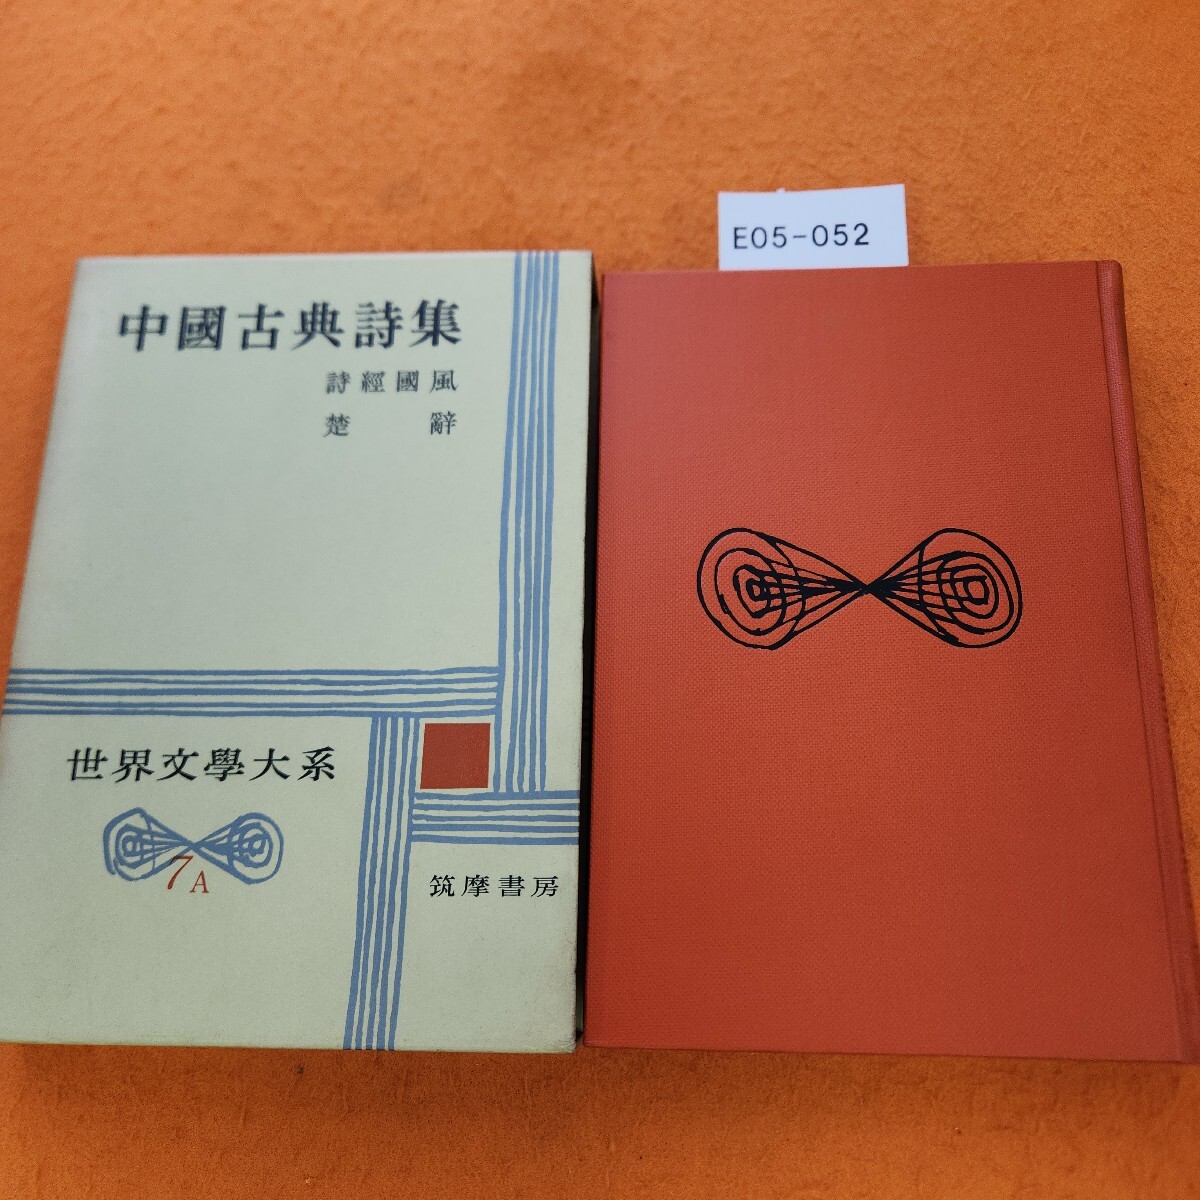 E05-052
中國古典詩集
詩經國風
楚辭
世界文學大系
7A
筑摩書房